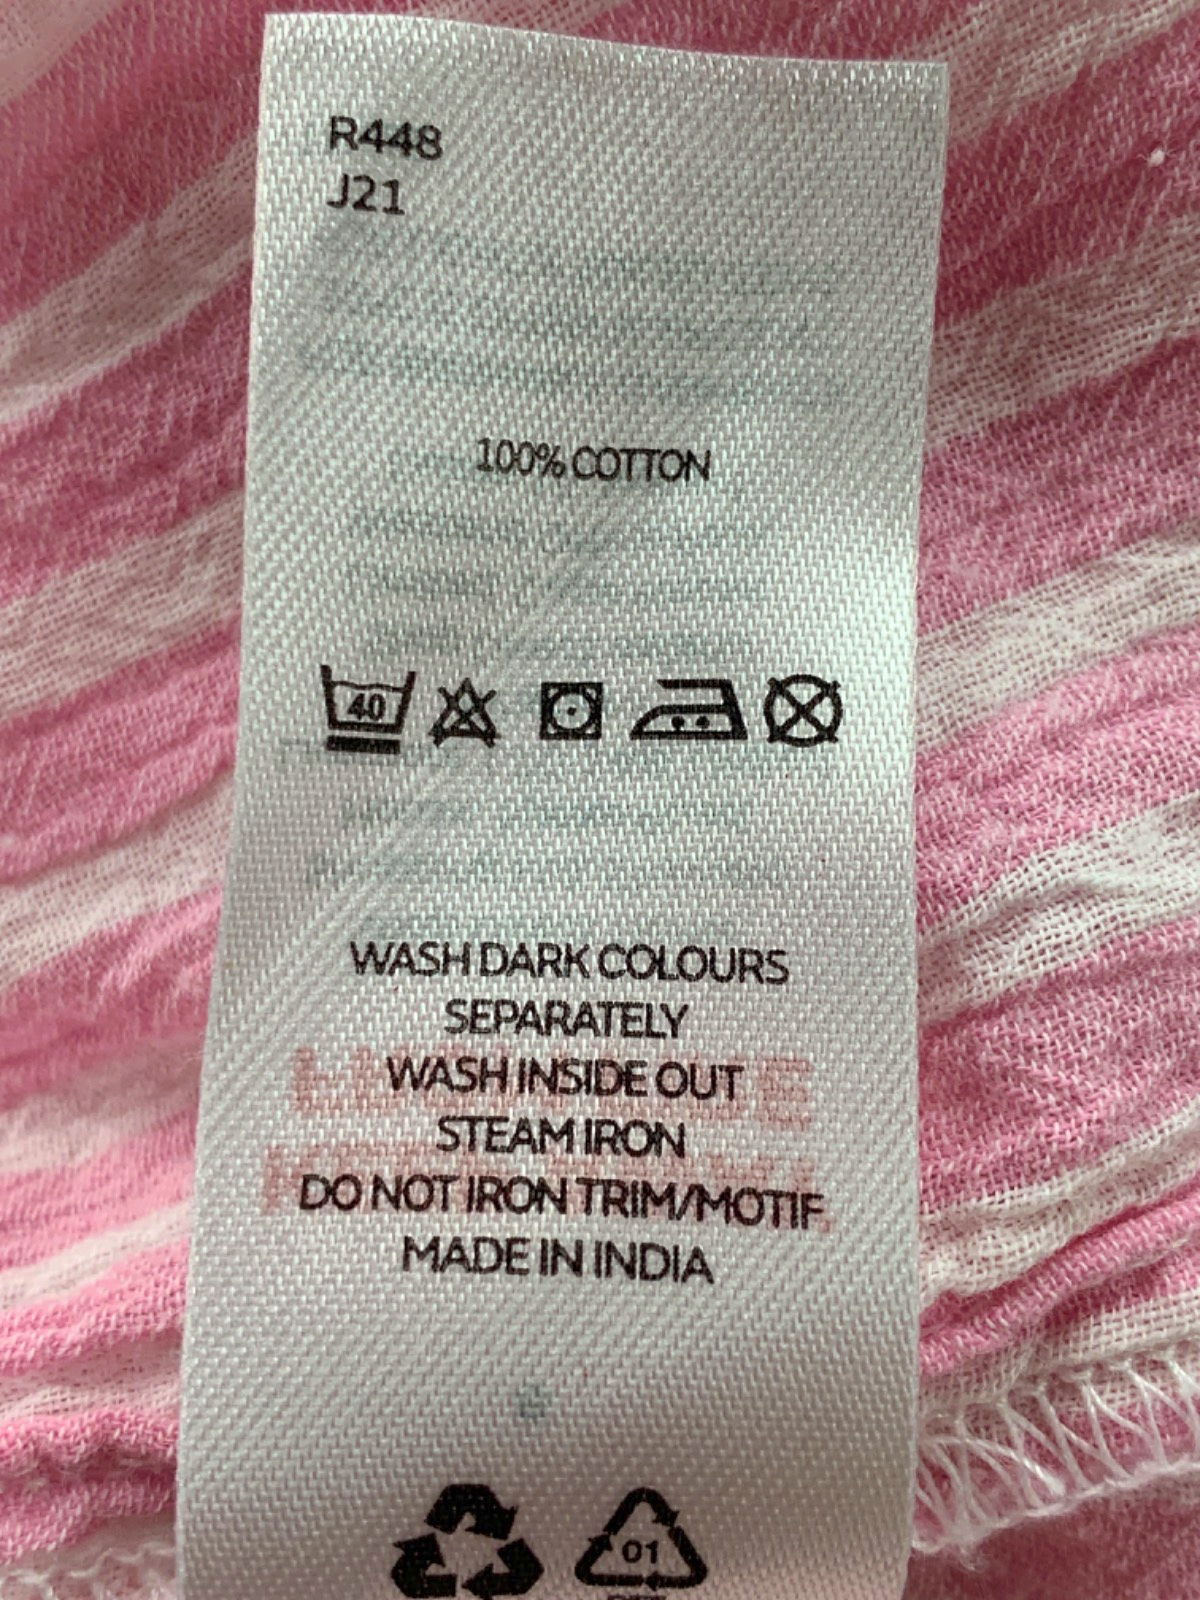 R448
J21
100% COTTON
40
WASH DARK COLOURS
SEPARATELY
WASH INSIDE OUT
STEAM IRON
DO NOT IRON TRIM/MOTIF
MADE IN INDIA
01